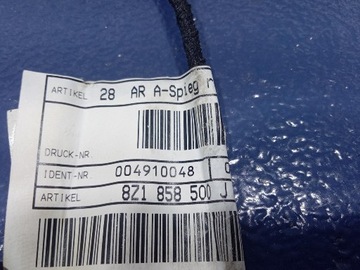 ARTIKEL 28 AR A-Spieg
DRUCK-NR
IDENT-NR 004910048
ARTIKEL 8Z1 858 500 J